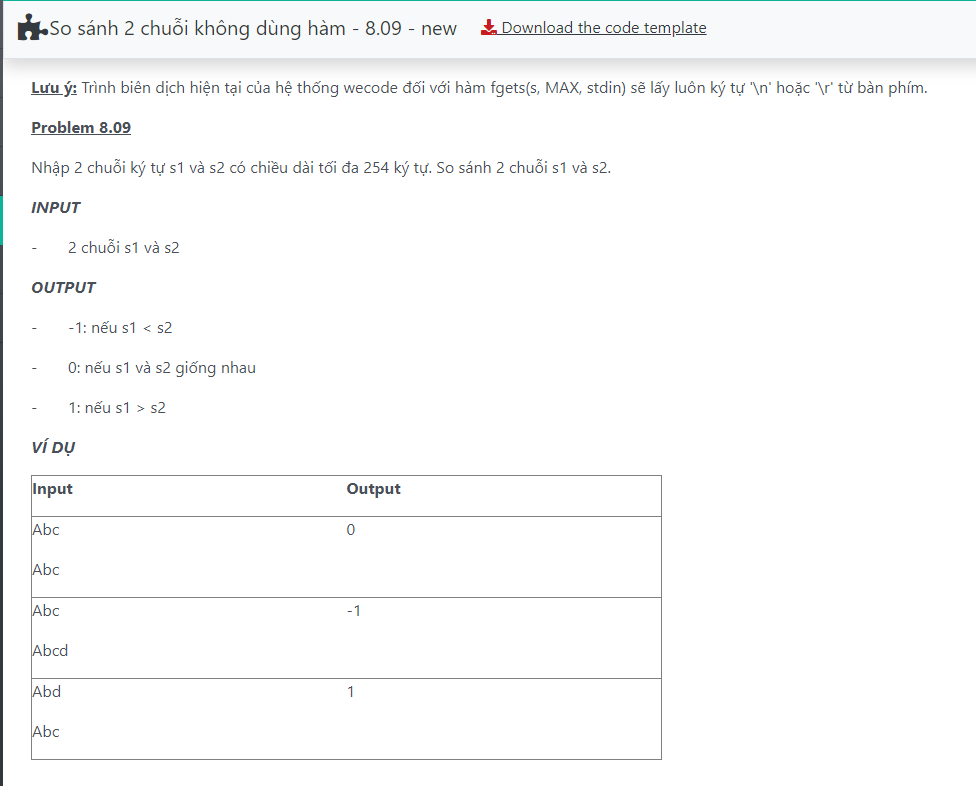 So sánh 2 chuỗi không dùng hàm - 8.09 - new Download the code template
Lưu ý: Trình biên dịch hiện tại của hệ thống wecode đối với hàm fgets(s, MAX, stdin) sẽ lấy luôn ký tự '\n' hoặc '\r' từ bàn phím.
Problem 8.09
Nhập 2 chuỗi ký tự s1 và s2 có chiều dài tối đa 254 ký tự. So sánh 2 chuỗi s1 và s2.
INPUT
- 2 chuỗi s1 và s2
OUTPUT
- -1: nếu s1 < s2
- 0: nếu s1 và s2 giống nhau
- 1: nếu s1 > s2
VÍ DỤ
Input Output
Abc 0
Abc
Abc -1
Abcd
Abd 1
Abc